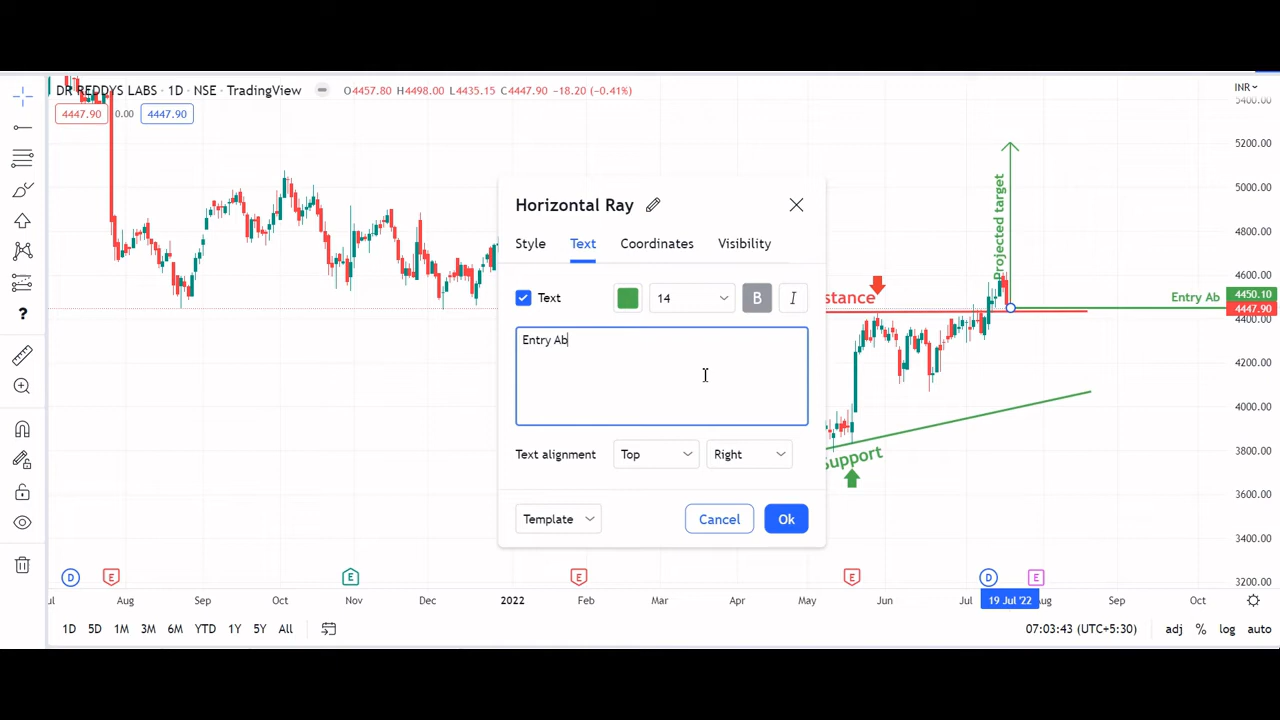 DR REDDYS LABS · 1D · NSE · TradingView
O4457.80 H4498.00 L4435.15 C4447.90 −18.20 (−0.41%)
INR
4447.90 0.00 4447.90
5400.00
5200.00
5000.00
4800.00
4600.00
4450.10
4447.90
4400.00
4200.00
4000.00
3800.00
3600.00
3400.00
3200.00
Projected target
Entry Ab
stance
Support
Horizontal Ray
Style Text Coordinates Visibility
Text 14 B I
Entry Ab
Text alignment Top Right
Template Cancel Ok
D E E E E D E
ul Aug Sep Oct Nov Dec 2022 Feb Mar Apr May Jun Jul 19 Jul '22 Aug Sep Oct
1D 5D 1M 3M 6M YTD 1Y 5Y All
07:03:43 (UTC+5:30) adj % log auto